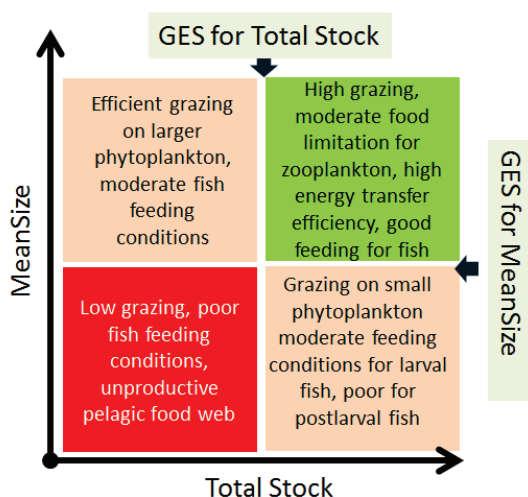 GES for Total Stock
Efficient grazing
on larger
phytoplankton,
moderate fish
feeding
conditions
High grazing,
moderate food
limitation for
zooplankton, high
energy transfer
efficiency, good
feeding for fish
GES for MeanSize
MeanSize
Low grazing, poor
fish feeding
conditions,
unproductive
pelagic food web
Grazing on small
phytoplankton
moderate feeding
conditions for larval
fish, poor for
postlarval fish
Total Stock